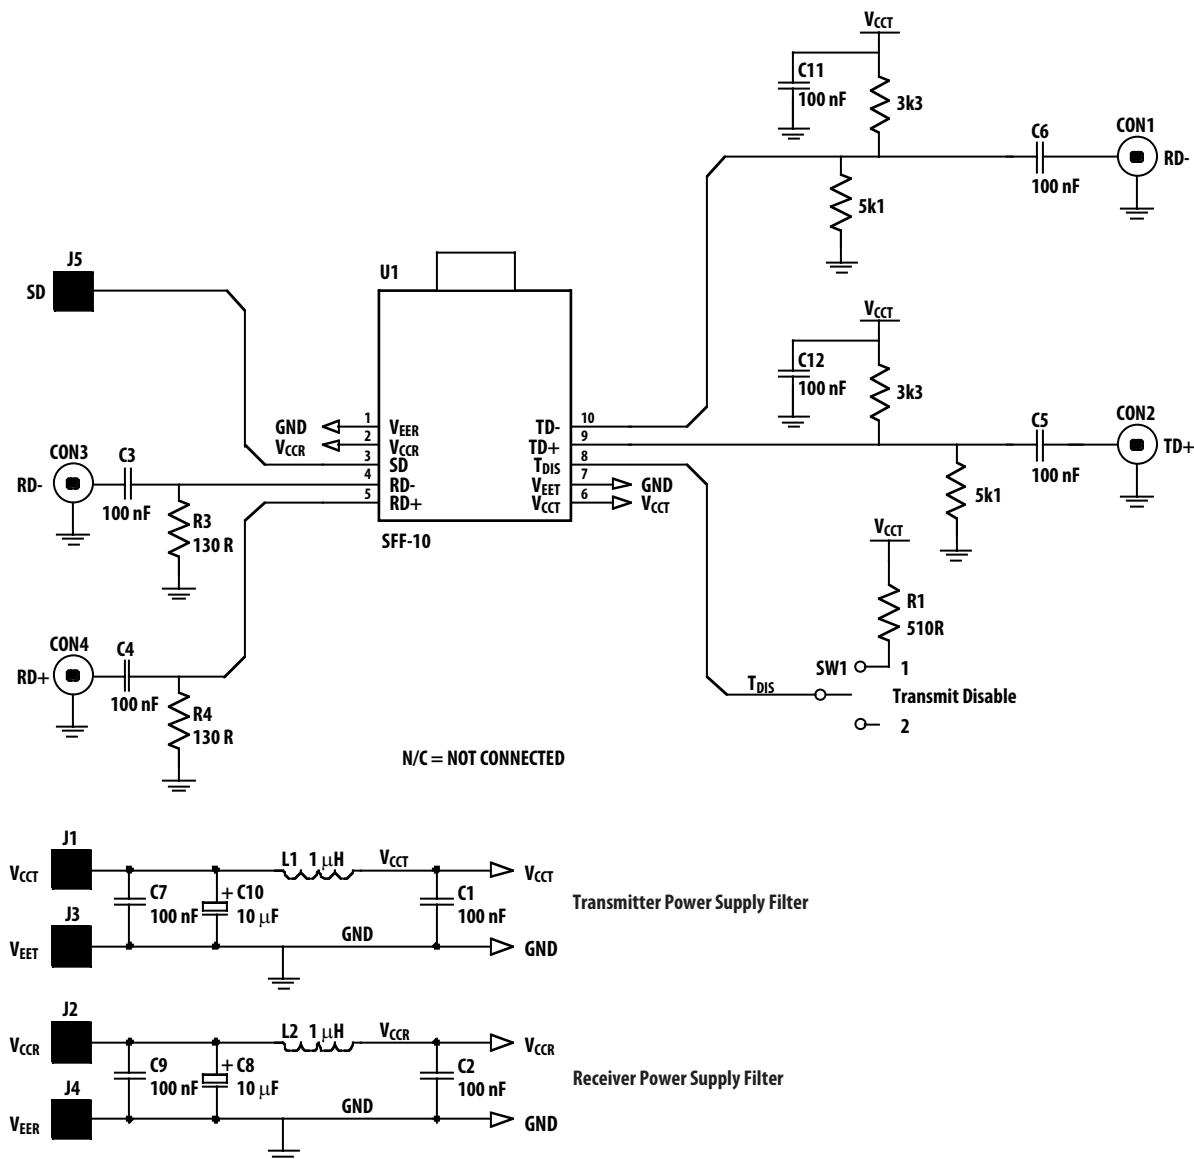 VCCT
C11
100 nF
3k3
C6
100 nF
CON1
RD-
5k1
J5
SD
U1
VCCT
C12
100 nF
3k3
C5
100 nF
CON2
TD+
5k1
GND
1
VEER
VCCR
2
VCCR
3
SD
4
RD-
5
RD+
TD-
10
TD+
9
TDIS
8
VEET
7
GND
VCCT
6
VCCT
SFF-10
CON3
RD-
C3
100 nF
R3
130 R
CON4
RD+
C4
100 nF
R4
130 R
VCCT
R1
510R
SW1
1
TDIS
Transmit Disable
2
N/C = NOT CONNECTED
J1
VCCT
L1 1 µH
VCCT
VCCT
C7
100 nF
+ C10
10 µF
C1
100 nF
Transmitter Power Supply Filter
J3
VEET
GND
GND
J2
VCCR
L2 1 µH
VCCR
VCCR
C9
100 nF
+ C8
10 µF
C2
100 nF
Receiver Power Supply Filter
J4
VEER
GND
GND